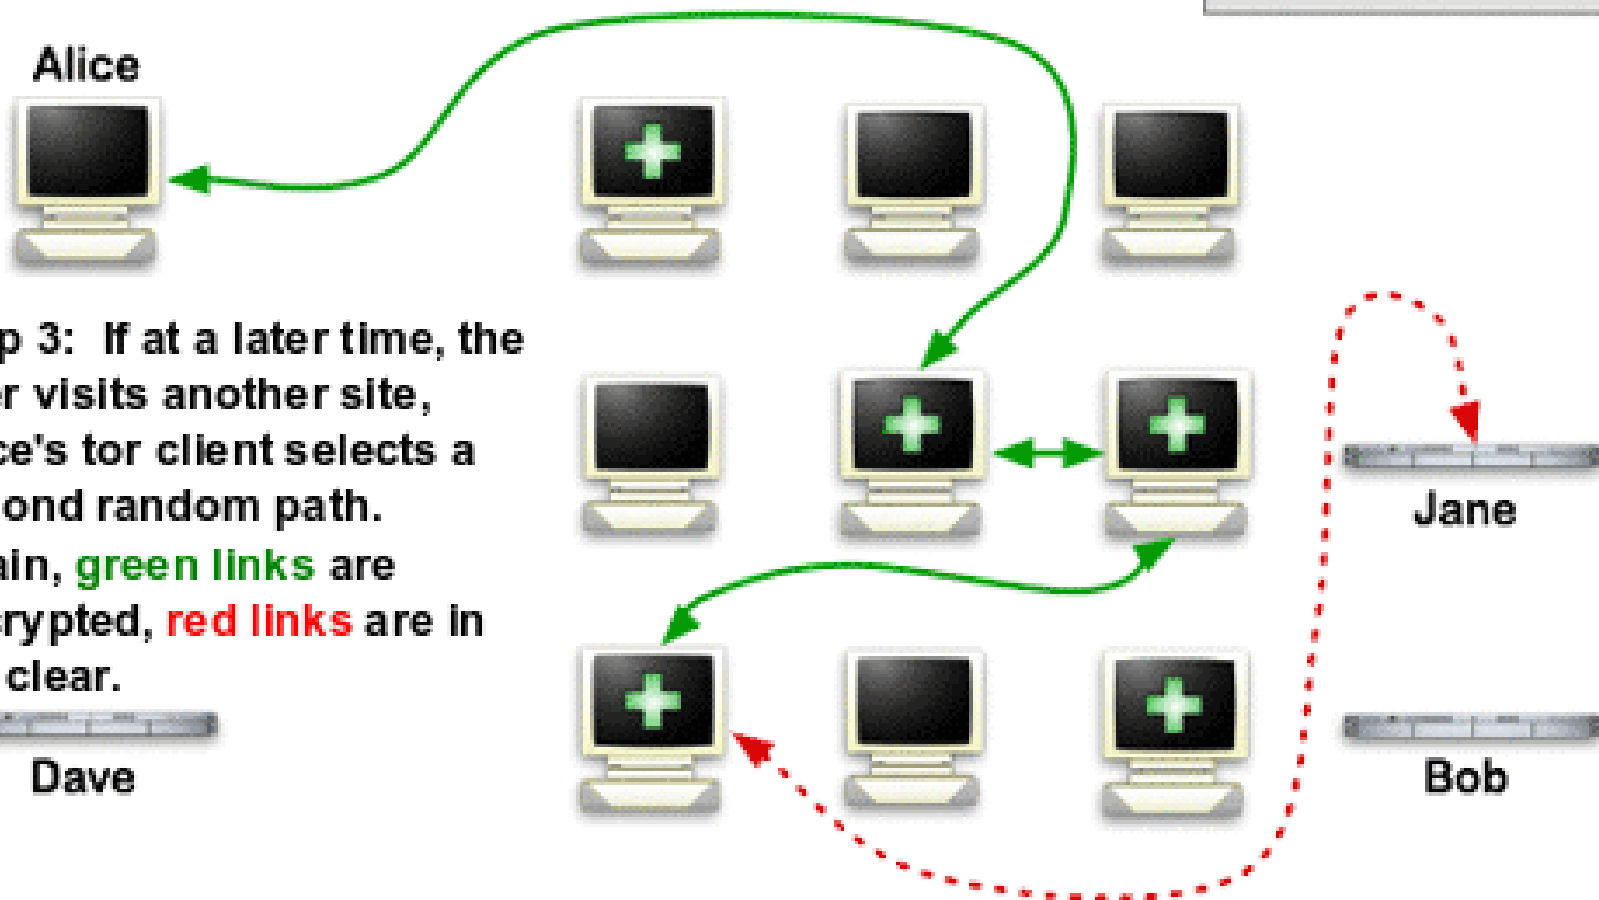 Alice
p 3: If at a later time, the
r visits another site,
ce's tor client selects a
ond random path.
ain, green links are
crypted, red links are in
clear.
Dave
Jane
Bob